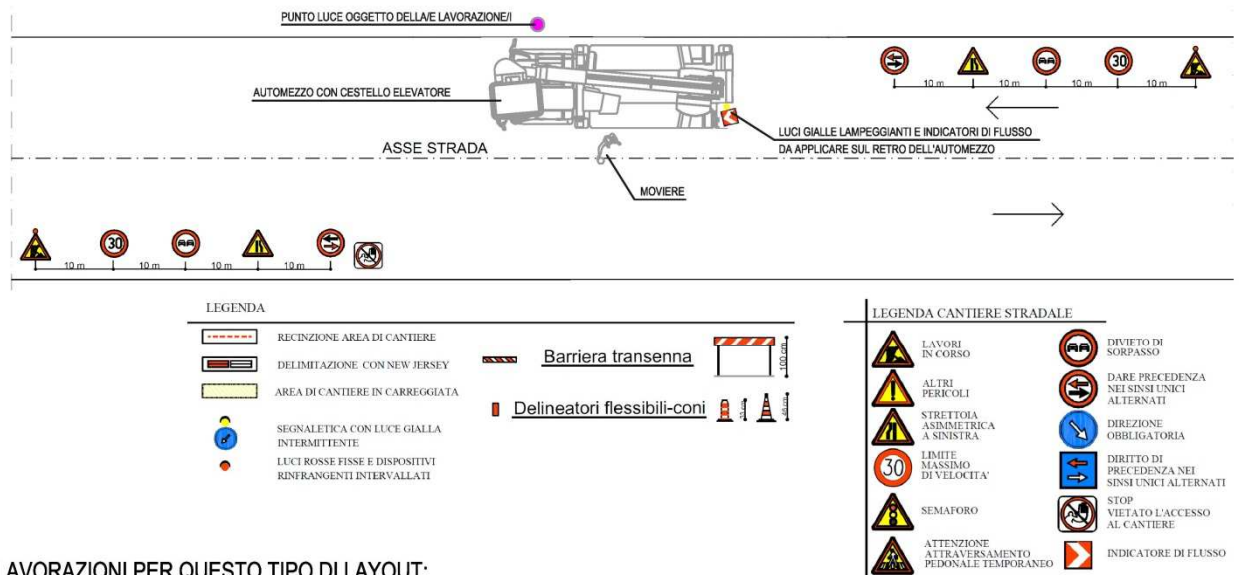 PUNTO LUCE OGGETTO DELLA/E LAVORAZIONE/I
30
10 m 10 m 10 m 10 m
AUTOMEZZO CON CESTELLO ELEVATORE
LUCI GIALLE LAMPEGGIANTI E INDICATORI DI FLUSSO
DA APPLICARE SUL RETRO DELL'AUTOMEZZO
ASSE STRADA
MOVIERE
30
10 m 10 m 10 m 10 m
LEGENDA
RECINZIONE AREA DI CANTIERE
DELIMITAZIONE CON NEW JERSEY
AREA DI CANTIERE IN CARREGGIATA
SEGNALETICA CON LUCE GIALLA
INTERMITTENTE
LUCI ROSSE FISSE E DISPOSITIVI
RINFRANGENTI INTERVALLATI
Barriera transenna
100 cm
Delineatori flessibili-coni
LEGENDA CANTIERE STRADALE
LAVORI
IN CORSO
ALTRI
PERICOLI
STRETTOIA
ASIMMETRICA
A SINISTRA
30
LIMITE
MASSIMO
DI VELOCITA'
SEMAFORO
ATTENZIONE
ATTRAVERSAMENTO
PEDONALE TEMPORANEO
DIVIETO DI
SORPASSO
DARE PRECEDENZA
NEI SINSI UNICI
ALTERNATI
DIREZIONE
OBBLIGATORIA
DIRITTO DI
PRECEDENZA NEI
SINSI UNICI ALTERNATI
STOP
VIETATO L'ACCESSO
AL CANTIERE
INDICATORE DI FLUSSO
AVORAZIONI PER QUESTO TIPO DI LAYOUT: